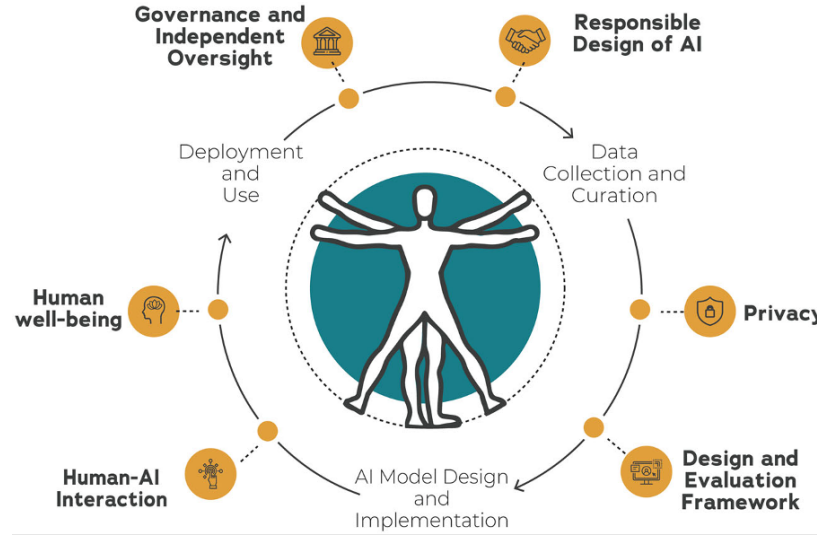 Governance and
Independent
Oversight
Responsible
Design of AI
Deployment
and
Use
Data
Collection and
Curation
Human
well-being
Privacy
Human-AI
Interaction
AI Model Design
and
Implementation
Design and
Evaluation
Framework